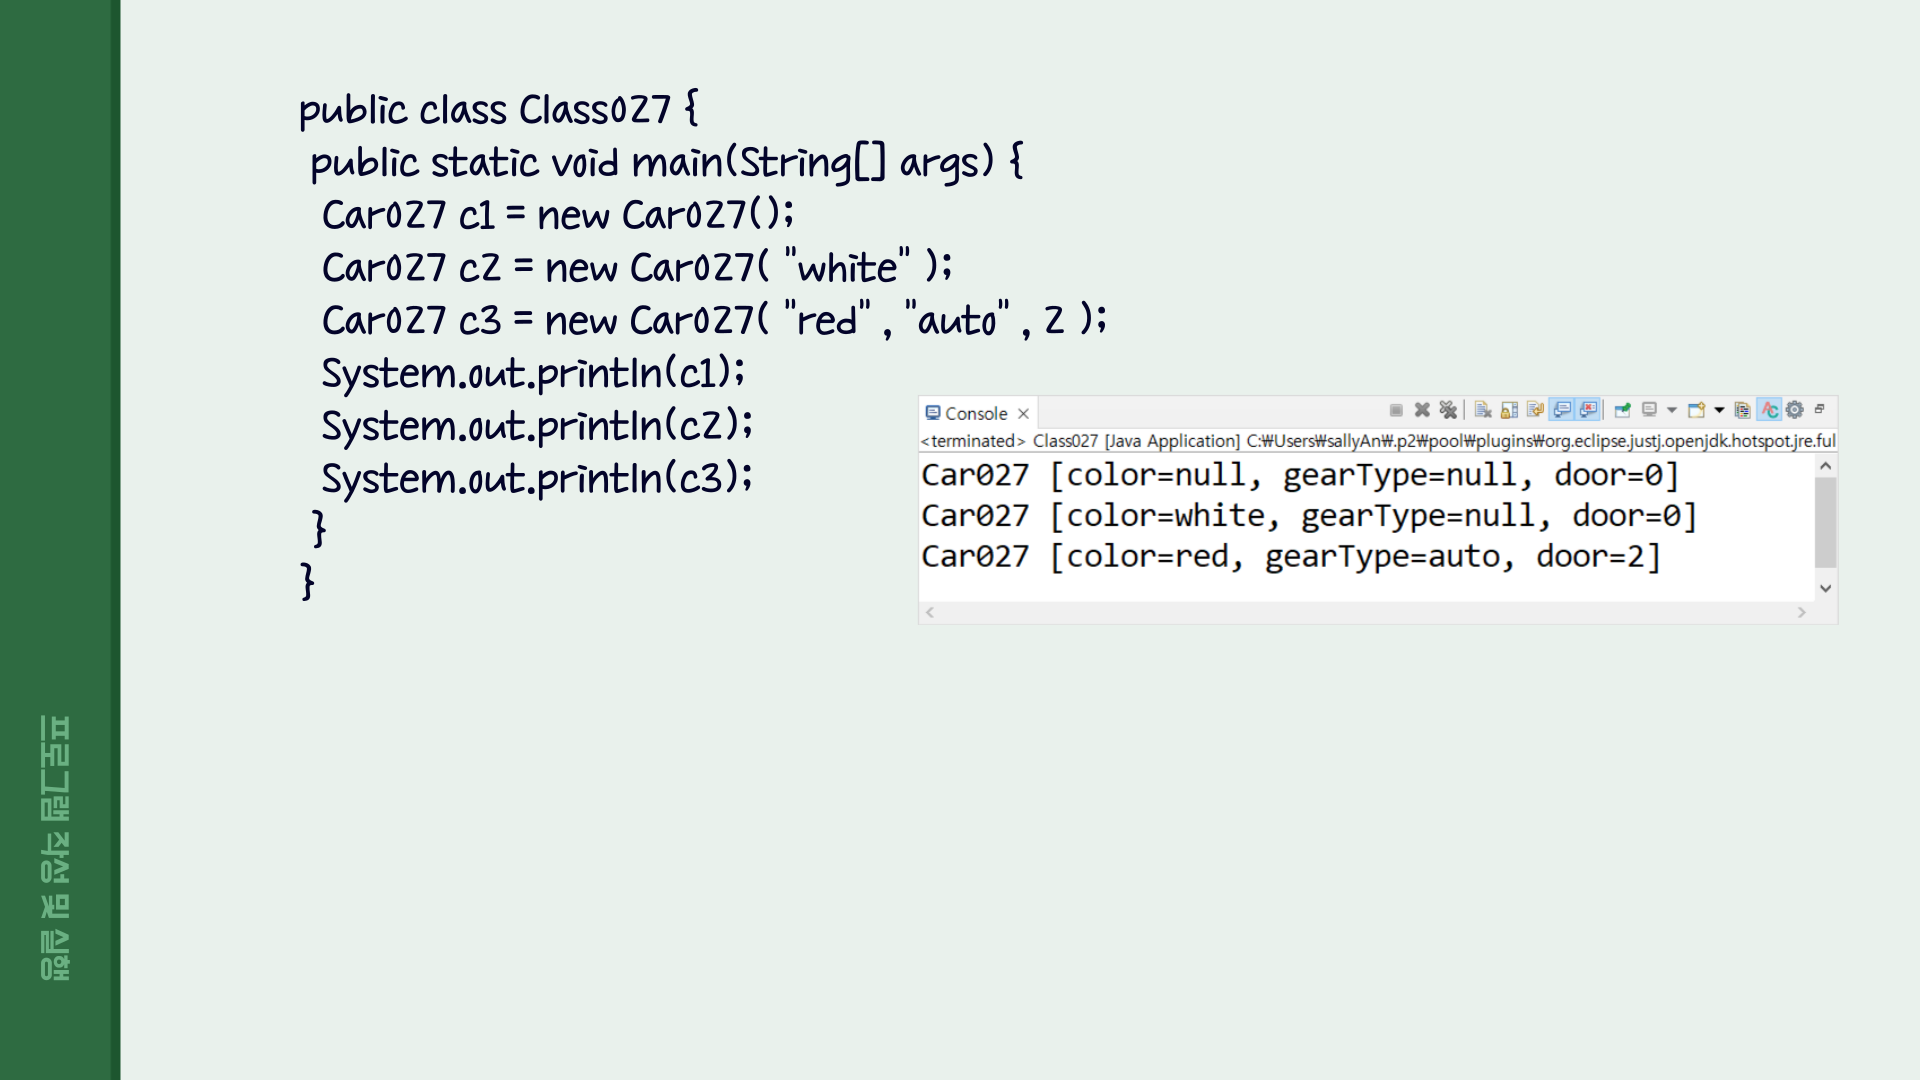 public class Class027 {
public static void main(String[] args) {
Car027 c1 = new Car027();
Car027 c2 = new Car027( "white" );
Car027 c3 = new Car027( "red" , "auto" , 2 );
System.out.println(c1);
System.out.println(c2);
System.out.println(c3);
}
}
Console
<terminated> Class027 [Java Application] C:₩Users₩sallyAn₩.p2₩pool₩plugins₩org.eclipse.justj.openjdk.hotspot.jre.ful
Car027 [color=null, gearType=null, door=0]
Car027 [color=white, gearType=null, door=0]
Car027 [color=red, gearType=auto, door=2]
프로그램 작성 및 실행